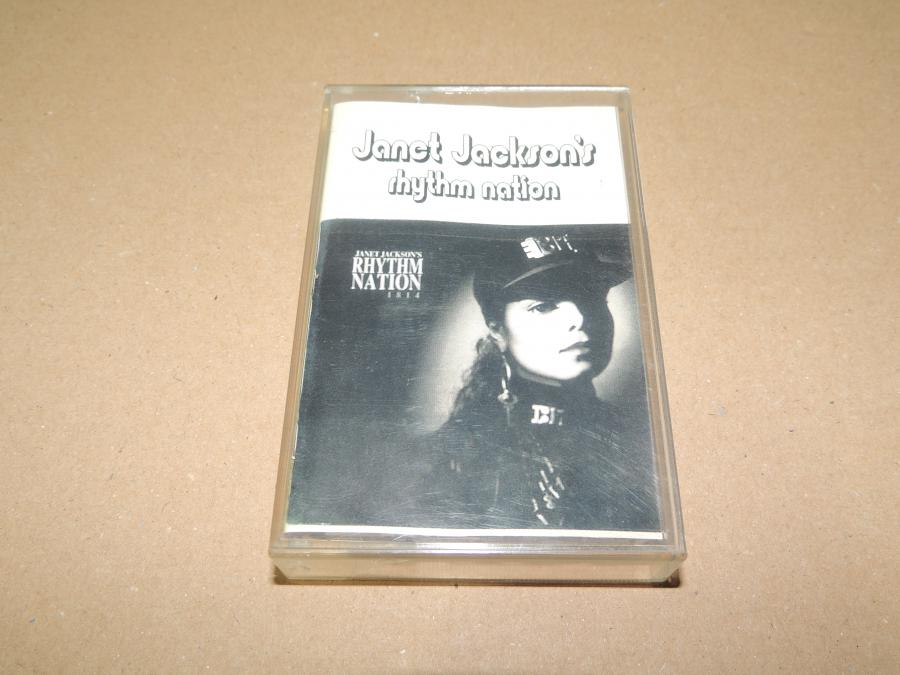 Janet Jackson's
rhythm nation
JANET JACKSON'S
RHYTHM
NATION
1814